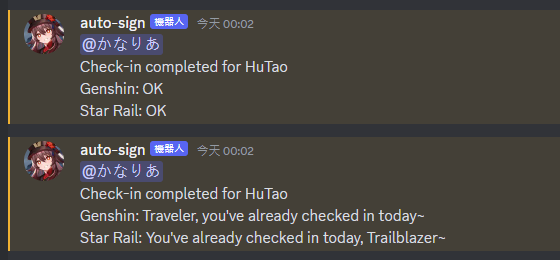 auto-sign 機器人 今天 00:02
@かなりあ
Check-in completed for HuTao
Genshin: OK
Star Rail: OK
auto-sign 機器人 今天 00:02
@かなりあ
Check-in completed for HuTao
Genshin: Traveler, you've already checked in today~
Star Rail: You've already checked in today, Trailblazer~